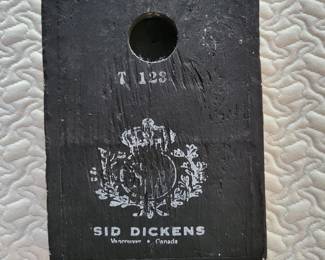 T 123
SID DICKENS
Vancouver • Canada